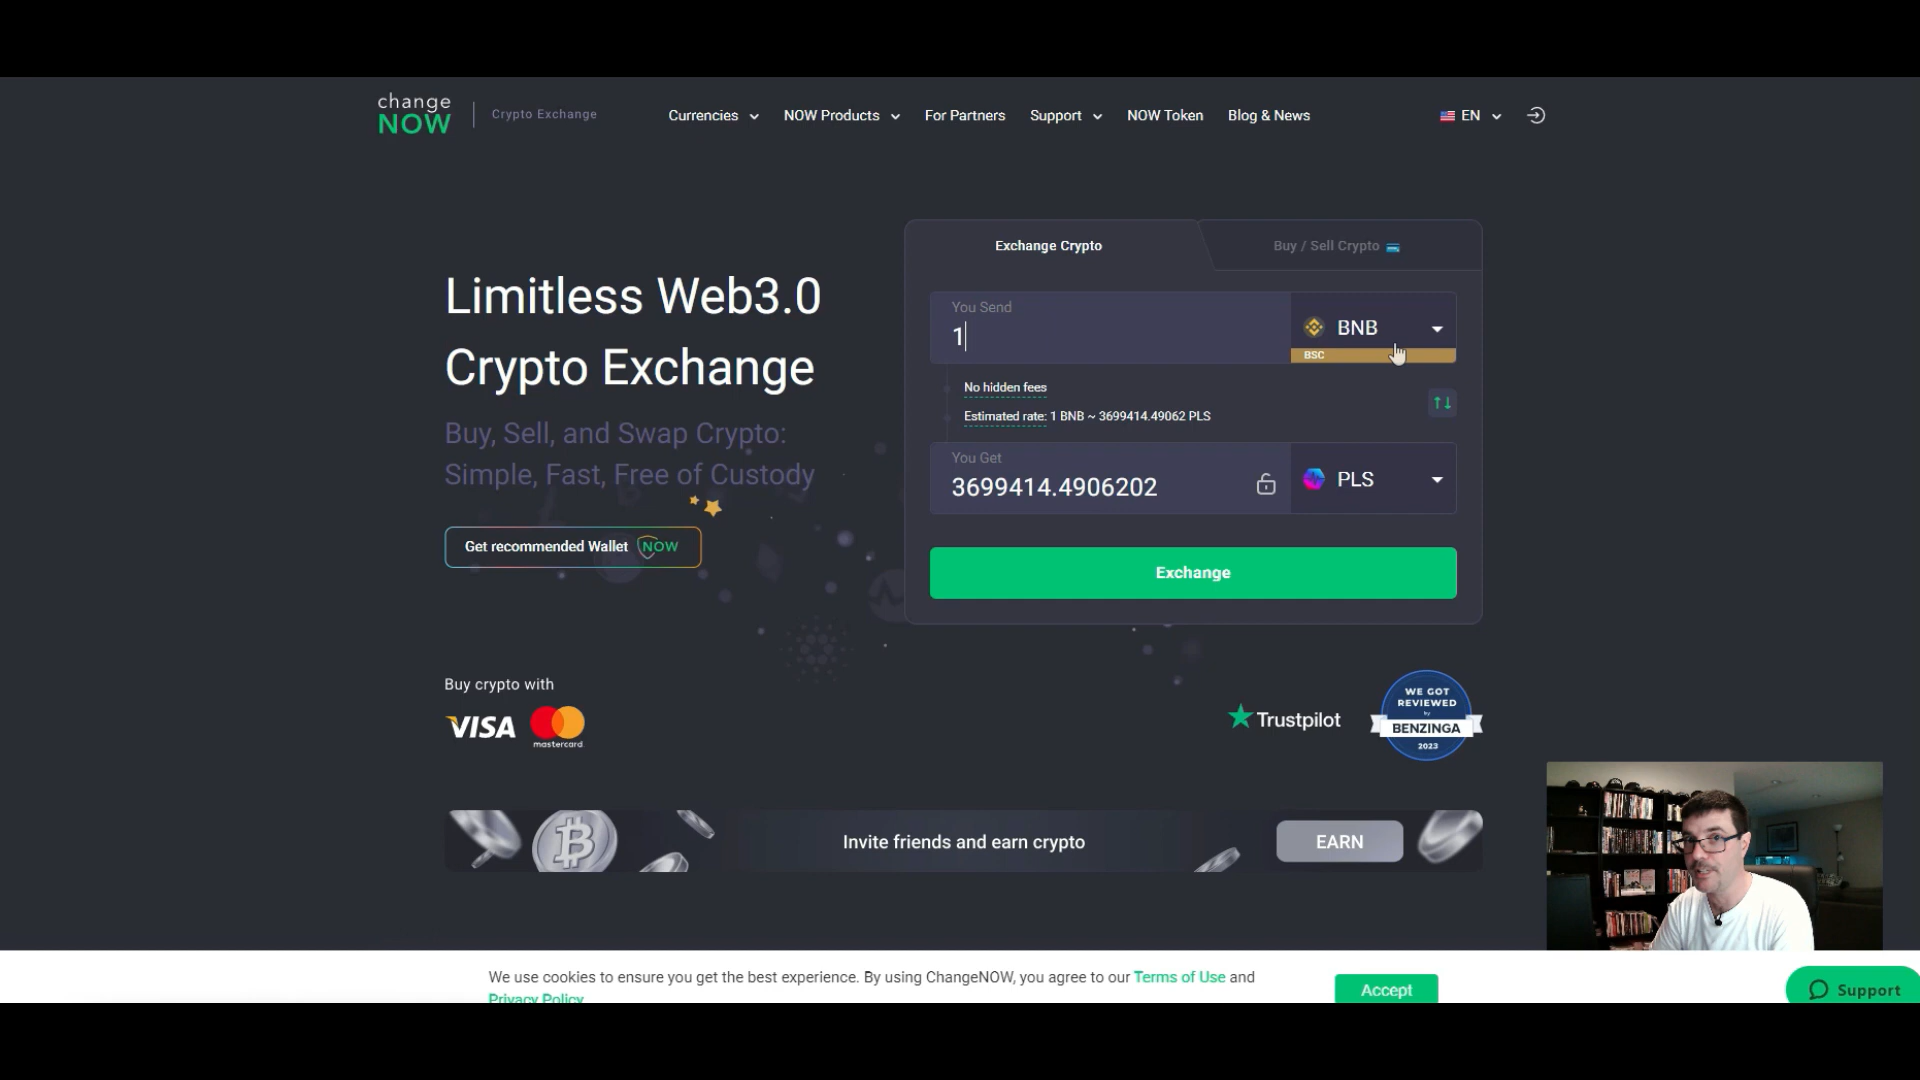 change
NOW
Crypto Exchange
Currencies
NOW Products
For Partners
Support
NOW Token
Blog & News
EN
Exchange Crypto
Buy / Sell Crypto
Limitless Web3.0
Crypto Exchange
Buy, Sell, and Swap Crypto:
Simple, Fast, Free of Custody
Get recommended Wallet NOW
You Send
1
BNB
BSC
No hidden fees
Estimated rate: 1 BNB ~ 3699414.49062 PLS
You Get
3699414.4906202
PLS
Exchange
Buy crypto with
VISA
mastercard
Trustpilot
WE GOT
REVIEWED
by
BENZINGA
2023
Invite friends and earn crypto
EARN
We use cookies to ensure you get the best experience. By using ChangeNOW, you agree to our Terms of Use and
Privacy Policy
Accept
Support